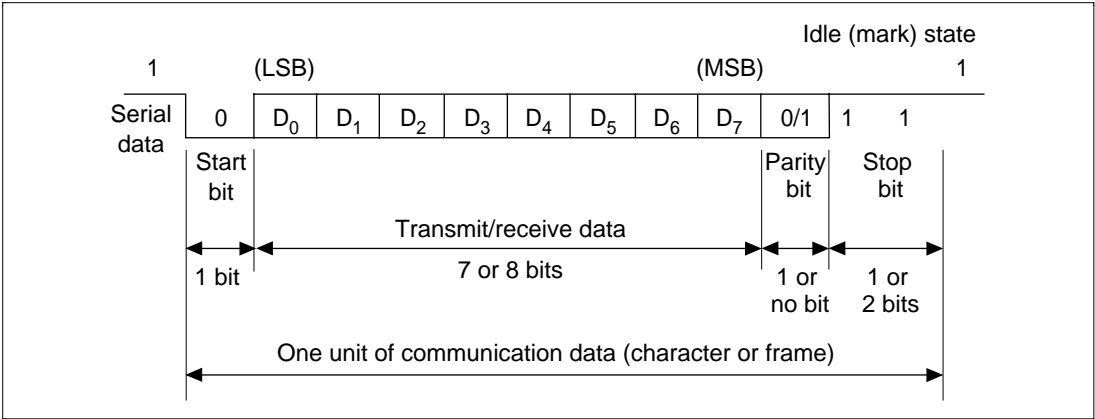 Idle (mark) state
1 (LSB) (MSB) 1
Serial data
0 D0 D1 D2 D3 D4 D5 D6 D7 0/1 1 1
Start bit
Parity bit
Stop bit
Transmit/receive data
1 bit
7 or 8 bits
1 or no bit
1 or 2 bits
One unit of communication data (character or frame)